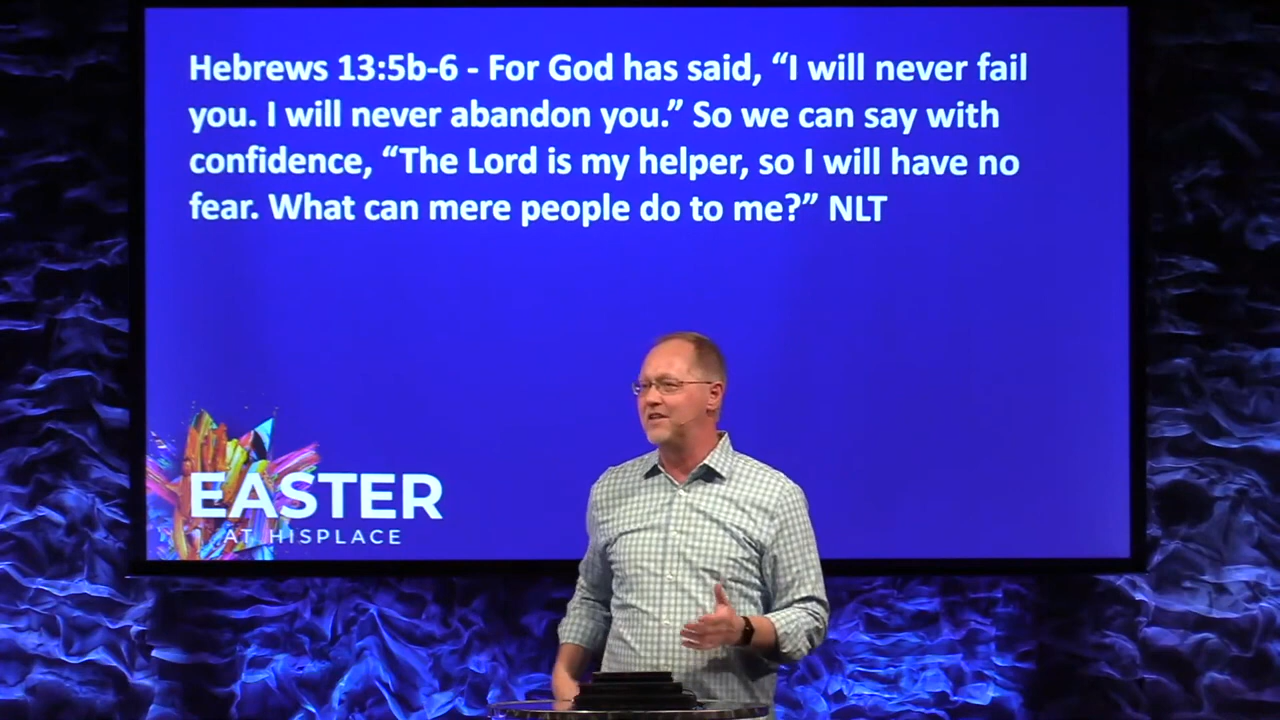 Hebrews 13:5b-6 - For God has said, “I will never fail
you. I will never abandon you.” So we can say with
confidence, “The Lord is my helper, so I will have no
fear. What can mere people do to me?” NLT
EASTER
AT HISPLACE